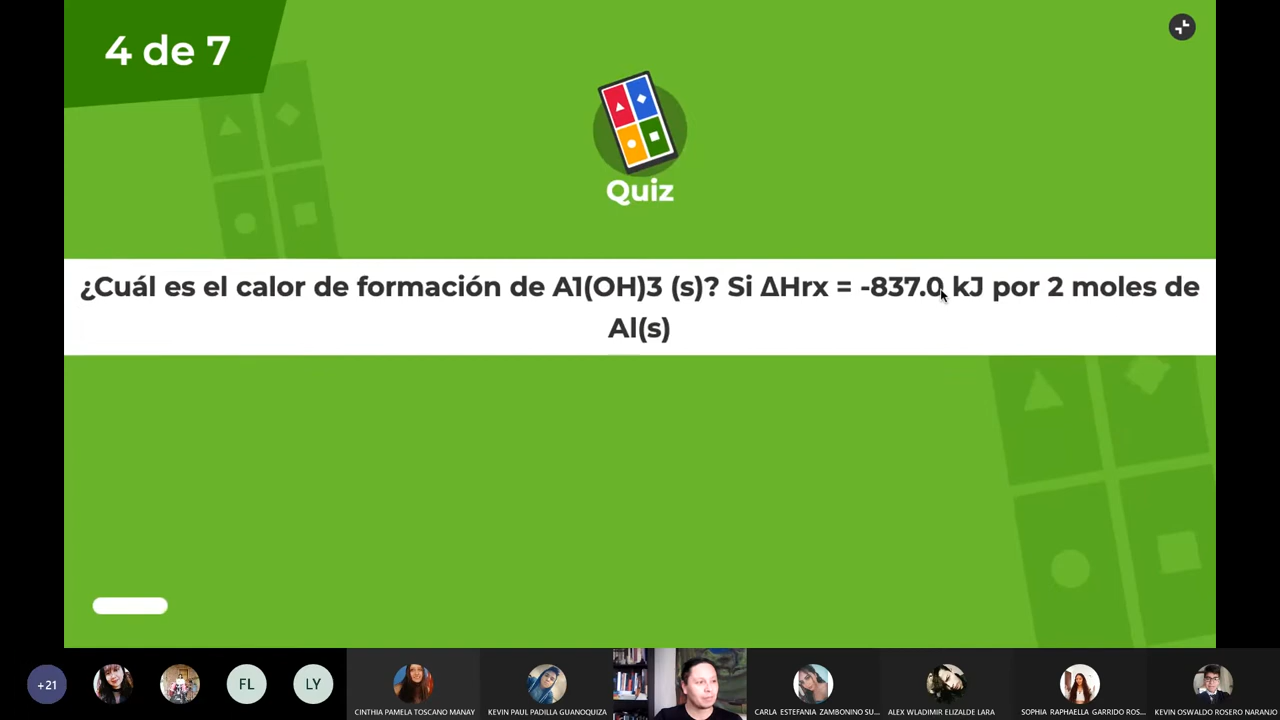 4 de 7
Quiz
¿Cuál es el calor de formación de A1(OH)3 (s)? Si ΔHrx = -837.0 kJ por 2 moles de
Al(s)
+21
FL
LY
CINTHIA PAMELA TOSCANO MANAY
KEVIN PAUL PADILLA GUANOQUIZA
CARLA ESTEFANIA ZAMBONINO SU...
ALEX WLADIMIR ELIZALDE LARA
SOPHIA RAPHAELLA GARRIDO ROS...
KEVIN OSWALDO ROSERO NARANJO